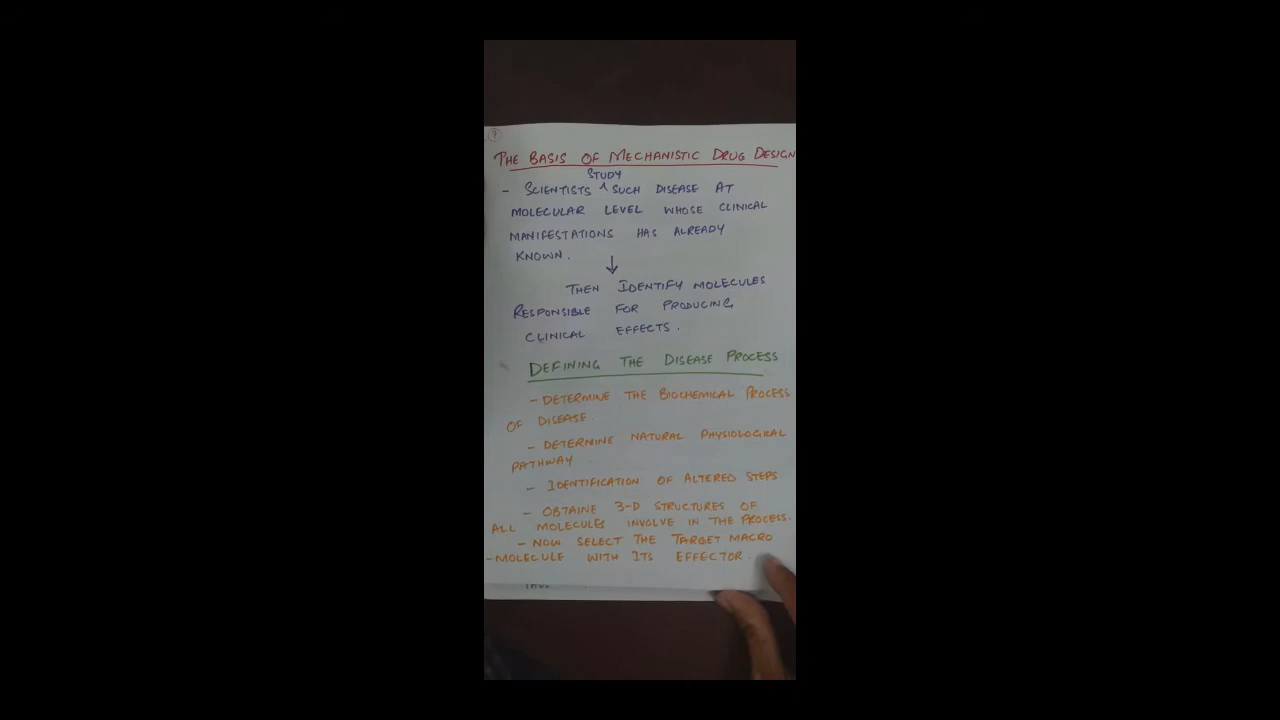 7
THE BASIS OF MECHANISTIC DRUG DESIGN
STUDY
- SCIENTISTS ^ SUCH DISEASE AT
MOLECULAR LEVEL WHOSE CLINICAL
MANIFESTATIONS HAS ALREADY
KNOWN.
↓
THEN IDENTIFY MOLECULES
RESPONSIBLE FOR PRODUCING
CLINICAL EFFECTS.
DEFINING THE DISEASE PROCESS
- DETERMINE THE BIOCHEMICAL PROCESS
OF DISEASE.
- DETERMINE NATURAL PHYSIOLOGICAL
PATHWAY
- IDENTIFICATION OF ALTERED STEPS
- OBTAINE 3-D STRUCTURES OF
ALL MOLECULES INVOLVE IN THE PROCESS.
- NOW SELECT THE TARGET MACRO
-MOLECULE WITH ITS EFFECTOR.